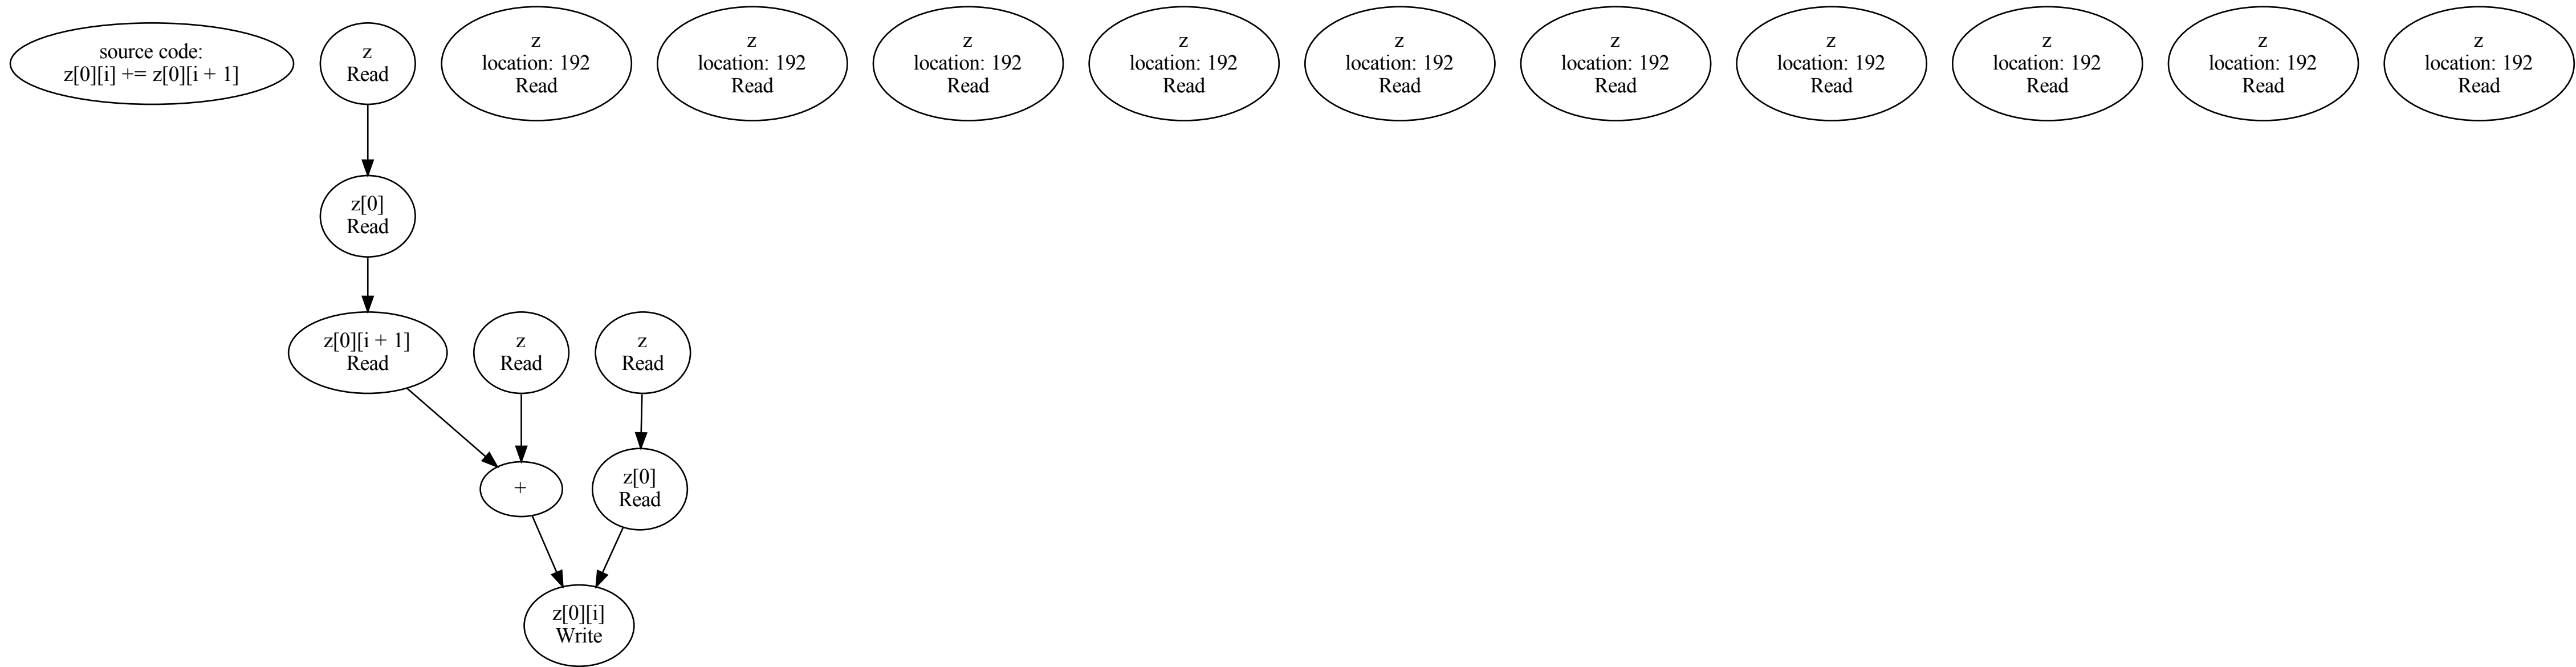 source code:
z[0][i] += z[0][i + 1]
z
Read
z
location: 192
Read
z
location: 192
Read
z
location: 192
Read
z
location: 192
Read
z
location: 192
Read
z
location: 192
Read
z
location: 192
Read
z
location: 192
Read
z
location: 192
Read
z
location: 192
Read
z[0]
Read
z[0][i + 1]
Read
z
Read
z
Read
+
z[0]
Read
z[0][i]
Write